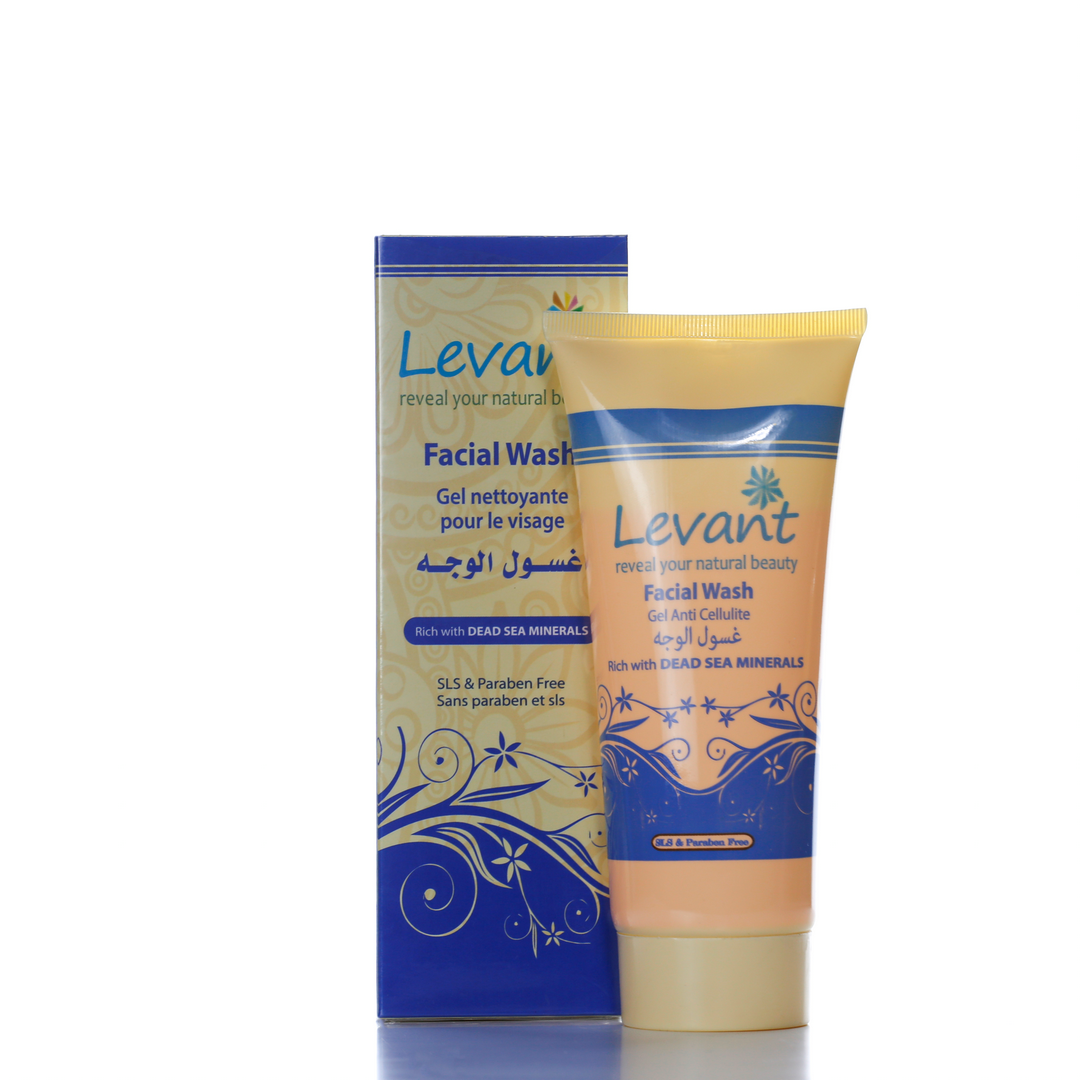 Levan
reveal your natural b
Facial Wash
Gel nettoyante
pour le visage
غسـول الوجـه
Rich with DEAD SEA MINERALS
SLS & Paraben Free
Sans paraben et sls
Levant
reveal your natural beauty
Facial Wash
Gel Anti Cellulite
غسول الوجه
Rich with DEAD SEA MINERALS
SLS & Paraben Free